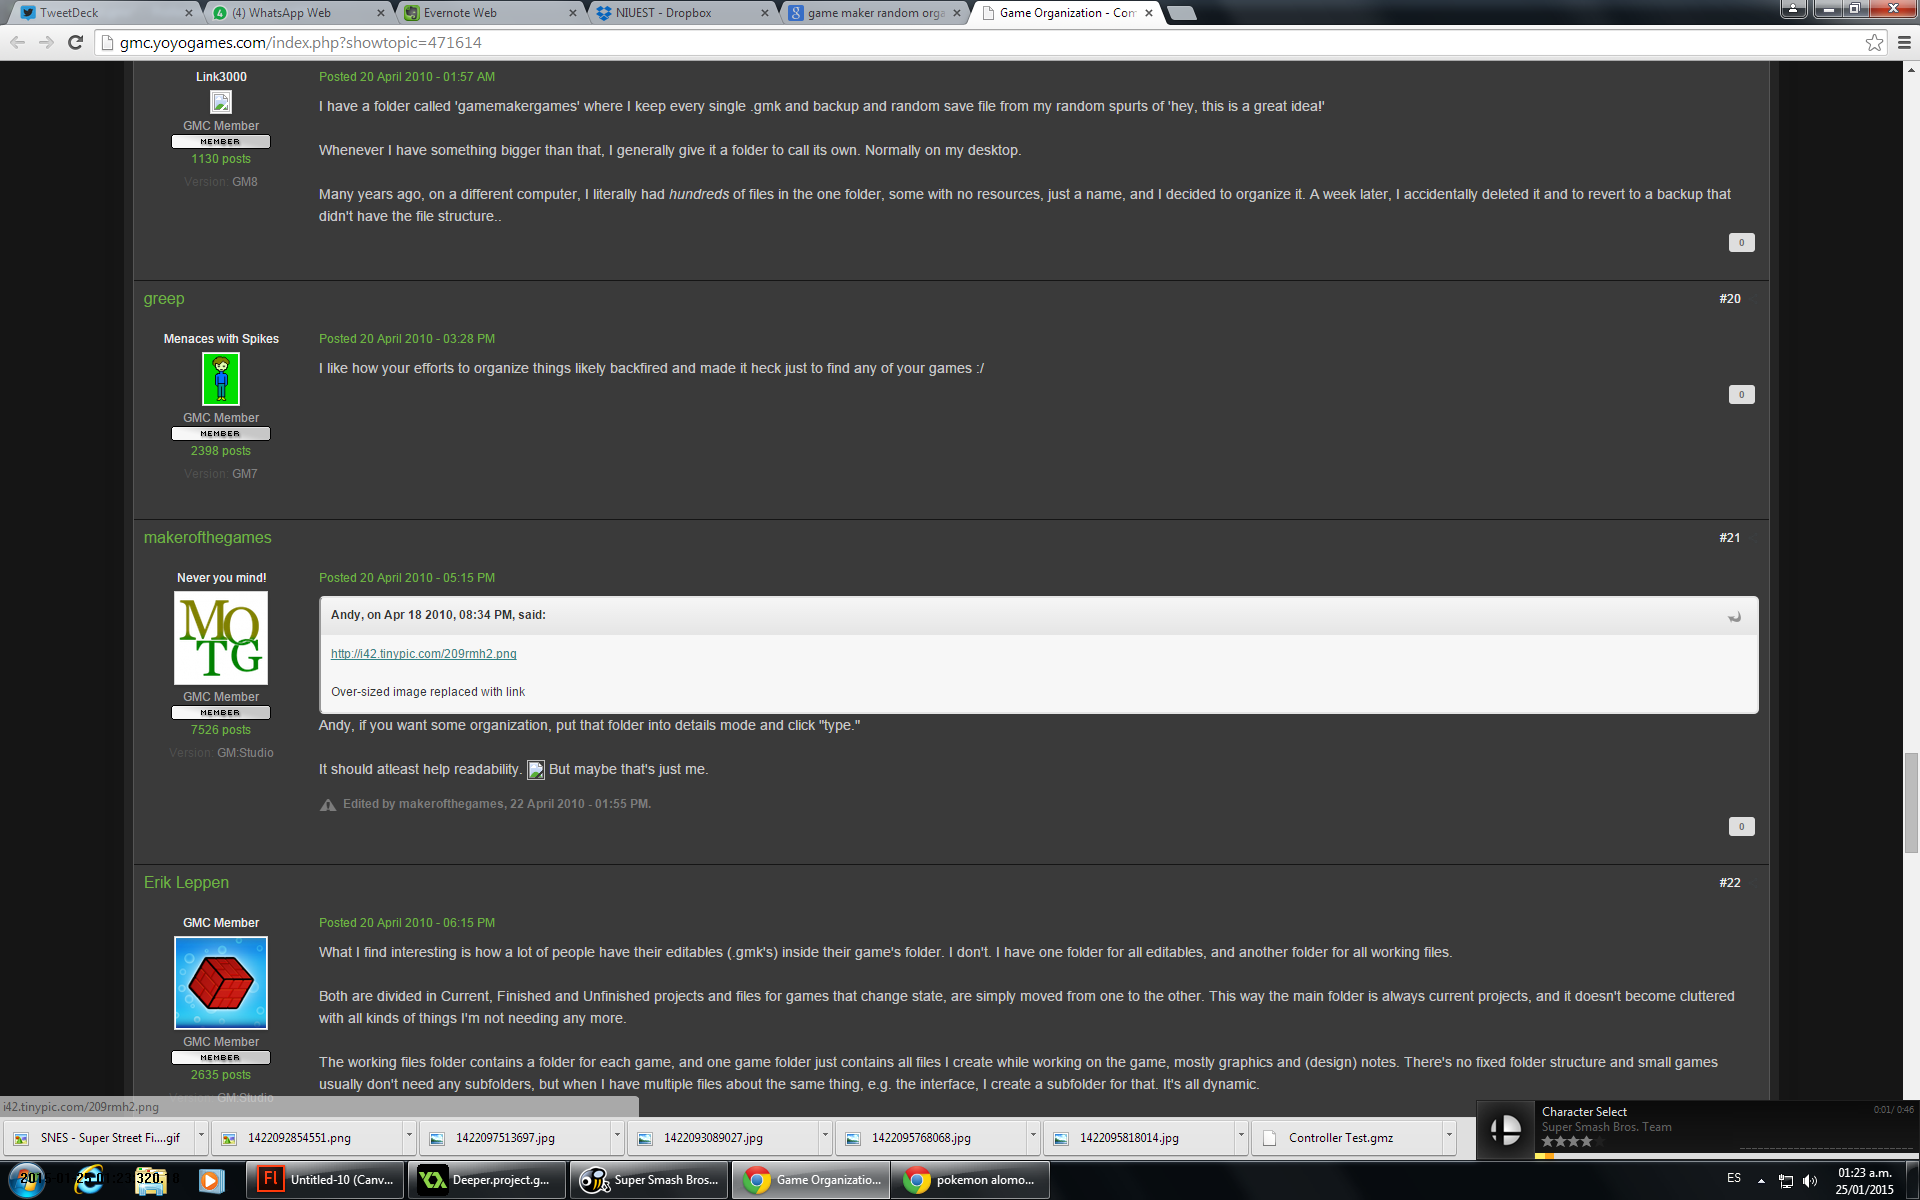 TweetDeck
(4) WhatsApp Web
Evernote Web
NIUEST - Dropbox
game maker random orga
Game Organization - Com
gmc.yoyogames.com/index.php?showtopic=471614
Link3000
Posted 20 April 2010 - 01:57 AM
I have a folder called 'gamemakergames' where I keep every single .gmk and backup and random save file from my random spurts of 'hey, this is a great idea!'
GMC Member
MEMBER
1130 posts
Whenever I have something bigger than that, I generally give it a folder to call its own. Normally on my desktop.
Version: GM8
Many years ago, on a different computer, I literally had hundreds of files in the one folder, some with no resources, just a name, and I decided to organize it. A week later, I accidentally deleted it and to revert to a backup that
didn't have the file structure..
0
greep
#20
Menaces with Spikes
Posted 20 April 2010 - 03:28 PM
I like how your efforts to organize things likely backfired and made it heck just to find any of your games :/
0
GMC Member
MEMBER
2398 posts
Version: GM7
makerofthegames
#21
Never you mind!
Posted 20 April 2010 - 05:15 PM
MOTG
Andy, on Apr 18 2010, 08:34 PM, said:
http://i42.tinypic.com/209rmh2.png
Over-sized image replaced with link
GMC Member
MEMBER
7526 posts
Version: GM:Studio
Andy, if you want some organization, put that folder into details mode and click "type."
It should atleast help readability. But maybe that's just me.
Edited by makerofthegames, 22 April 2010 - 01:55 PM.
0
Erik Leppen
#22
GMC Member
Posted 20 April 2010 - 06:15 PM
What I find interesting is how a lot of people have their editables (.gmk's) inside their game's folder. I don't. I have one folder for all editables, and another folder for all working files.
Both are divided in Current, Finished and Unfinished projects and files for games that change state, are simply moved from one to the other. This way the main folder is always current projects, and it doesn't become cluttered
with all kinds of things I'm not needing any more.
GMC Member
MEMBER
2635 posts
Version: GM:Studio
The working files folder contains a folder for each game, and one game folder just contains all files I create while working on the game, mostly graphics and (design) notes. There's no fixed folder structure and small games
usually don't need any subfolders, but when I have multiple files about the same thing, e.g. the interface, I create a subfolder for that. It's all dynamic.
i42.tinypic.com/209rmh2.png
SNES - Super Street Fi....gif
1422092854551.png
1422097513697.jpg
1422093089027.jpg
1422095768068.jpg
1422095818014.jpg
Controller Test.gmz
Character Select
0:01/ 0:46
Super Smash Bros. Team
2015-01-25 01:23:320.18
Fl
Untitled-10 (Canv...
Deeper.project.g...
Super Smash Bros...
Game Organizatio...
pokemon alomo...
ES
01:23 a.m.
25/01/2015